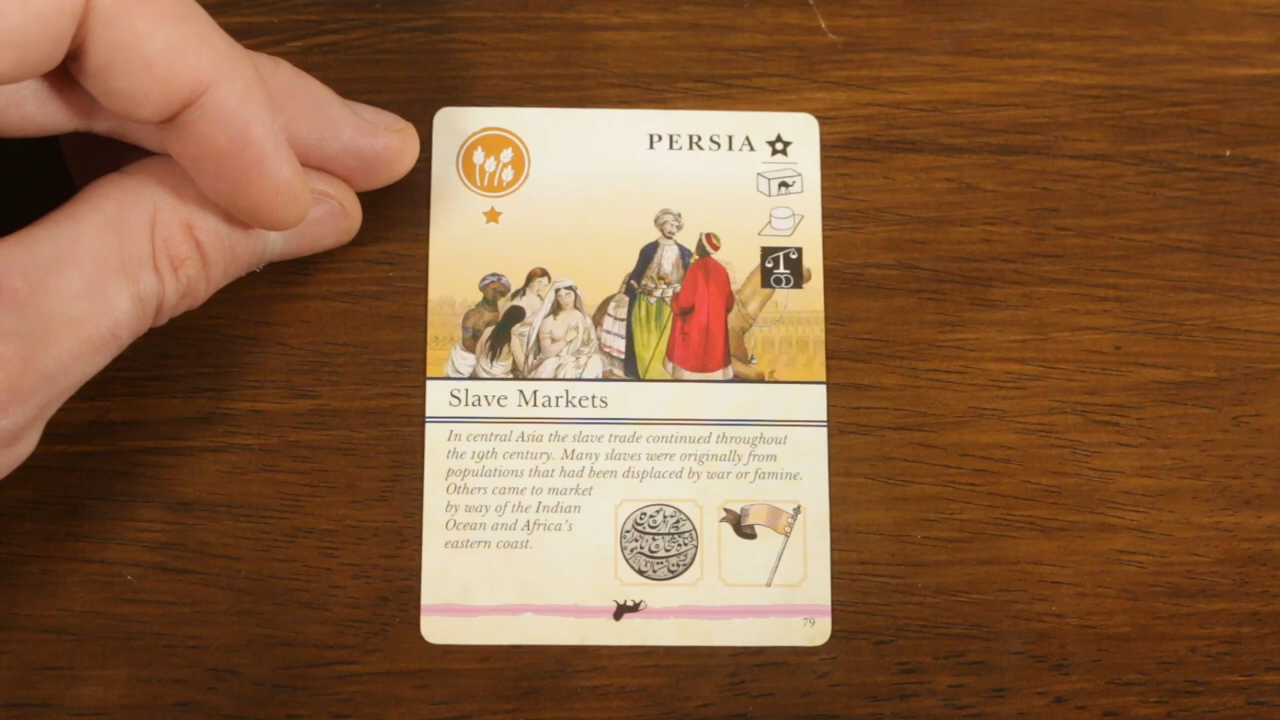 PERSIA
Slave Markets
In central Asia the slave trade continued throughout
the 19th century. Many slaves were originally from
populations that had been displaced by war or famine.
Others came to market
by way of the Indian
Ocean and Africa's
eastern coast.
79